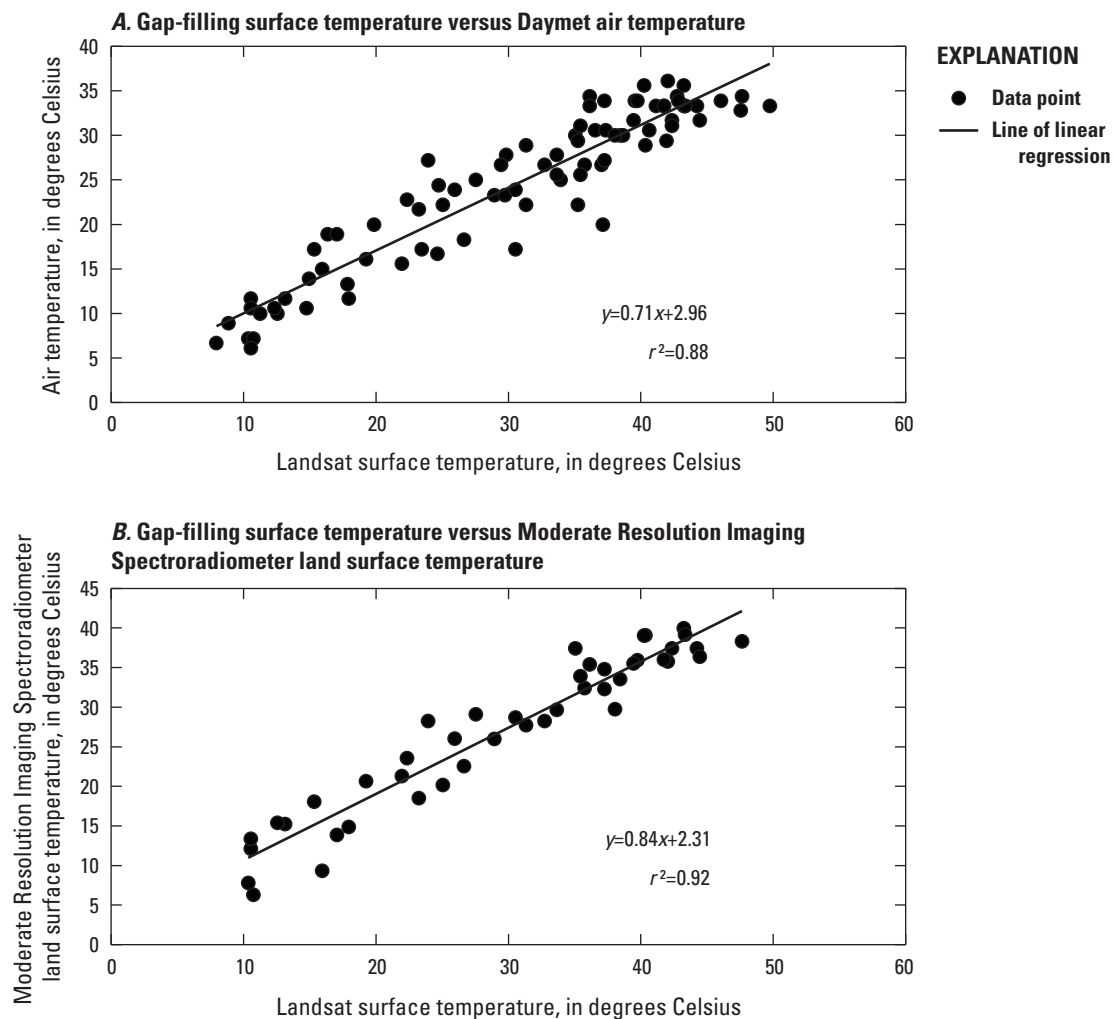 A. Gap-filling surface temperature versus Daymet air temperature
Air temperature, in degrees Celsius
40
35
30
25
20
15
10
5
0
0 10 20 30 40 50 60
Landsat surface temperature, in degrees Celsius
y=0.71x+2.96
r²=0.88
EXPLANATION
Data point
Line of linear
regression
B. Gap-filling surface temperature versus Moderate Resolution Imaging
Spectroradiometer land surface temperature
Moderate Resolution Imaging Spectroradiometer
land surface temperature, in degrees Celsius
45
40
35
30
25
20
15
10
5
0
0 10 20 30 40 50 60
Landsat surface temperature, in degrees Celsius
y=0.84x+2.31
r²=0.92